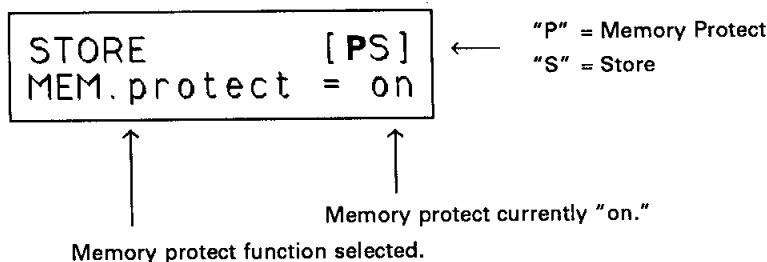 STORE [PS]
MEM.protect = on
"P" = Memory Protect
"S" = Store
Memory protect currently "on."
Memory protect function selected.